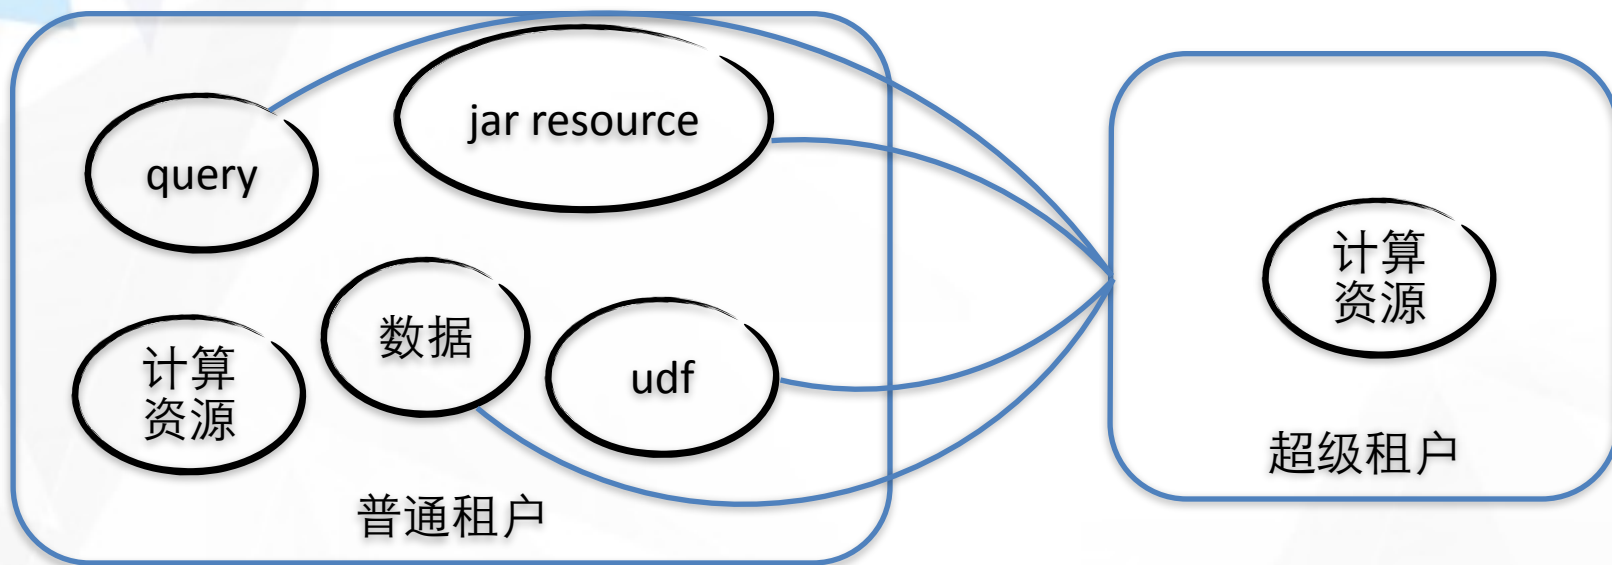 query
jar resource
计算
资源
数据
udf
普通租户
计算
资源
超级租户